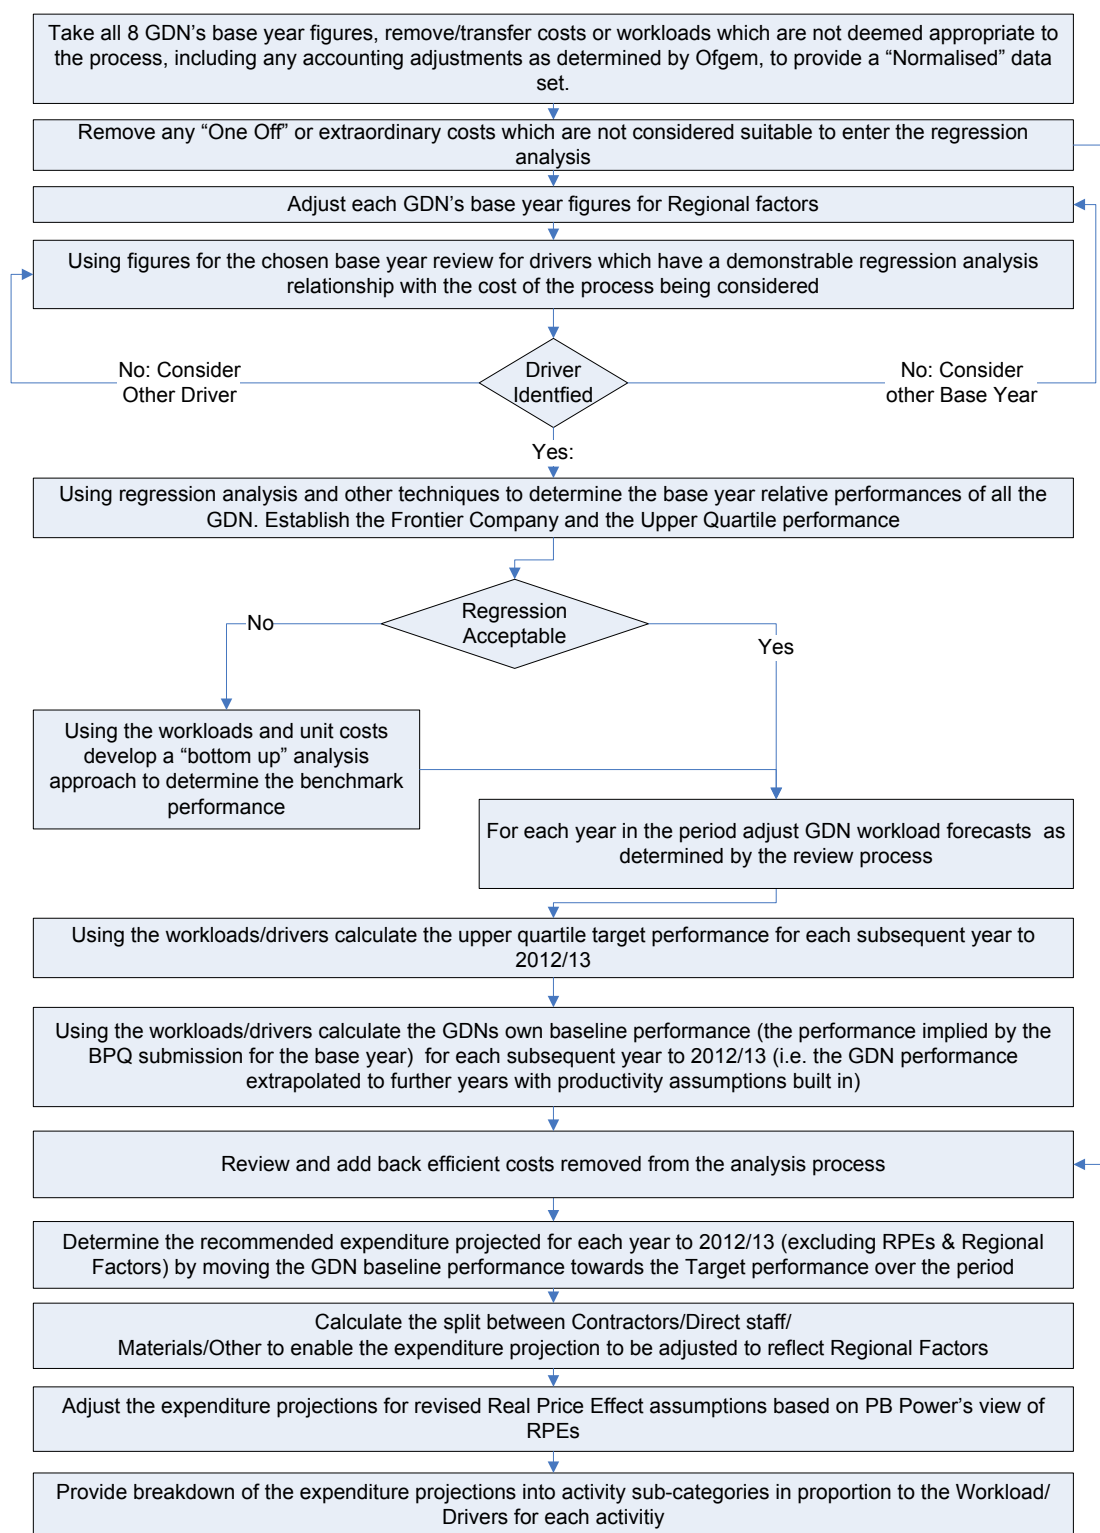 Take all 8 GDN’s base year figures, remove/transfer costs or workloads which are not deemed appropriate to
the process, including any accounting adjustments as determined by Ofgem, to provide a “Normalised” data
set.
Remove any “One Off” or extraordinary costs which are not considered suitable to enter the regression
analysis
Adjust each GDN’s base year figures for Regional factors
Using figures for the chosen base year review for drivers which have a demonstrable regression analysis
relationship with the cost of the process being considered
No: Consider
Other Driver
Driver
Identfied
No: Consider
other Base Year
Yes:
Using regression analysis and other techniques to determine the base year relative performances of all the
GDN. Establish the Frontier Company and the Upper Quartile performance
Regression
Acceptable
No
Yes
Using the workloads and unit costs
develop a “bottom up” analysis
approach to determine the benchmark
performance
For each year in the period adjust GDN workload forecasts  as
determined by the review process
Using the workloads/drivers calculate the upper quartile target performance for each subsequent year to
2012/13
Using the workloads/drivers calculate the GDNs own baseline performance (the performance implied by the
BPQ submission for the base year)  for each subsequent year to 2012/13 (i.e. the GDN performance
extrapolated to further years with productivity assumptions built in)
Review and add back efficient costs removed from the analysis process
Determine the recommended expenditure projected for each year to 2012/13 (excluding RPEs & Regional
Factors) by moving the GDN baseline performance towards the Target performance over the period
Calculate the split between Contractors/Direct staff/
Materials/Other to enable the expenditure projection to be adjusted to reflect Regional Factors
Adjust the expenditure projections for revised Real Price Effect assumptions based on PB Power’s view of
RPEs
Provide breakdown of the expenditure projections into activity sub-categories in proportion to the Workload/
Drivers for each activitiy